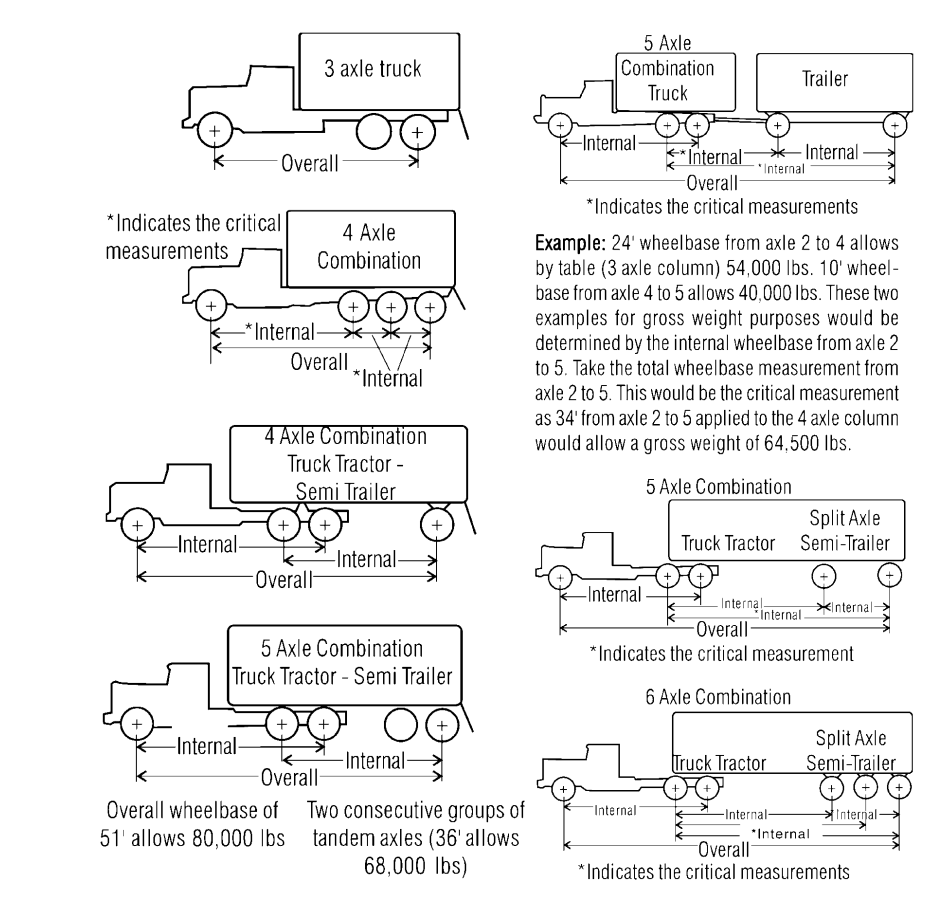 3 axle truck
Overall
*Indicates the critical
measurements
4 Axle
Combination
*Internal
Overall
*Internal
4 Axle Combination
Truck Tractor -
Semi Trailer
Internal
Internal
Overall
5 Axle Combination
Truck Tractor - Semi Trailer
Internal
Internal
Overall
Overall wheelbase of
51' allows 80,000 lbs
Two consecutive groups of
tandem axles (36' allows
68,000 lbs)
5 Axle
Combination
Truck
Trailer
Internal
*Internal
Internal
*Internal
Overall
*Indicates the critical measurements
Example: 24' wheelbase from axle 2 to 4 allows
by table (3 axle column) 54,000 lbs. 10' wheel-
base from axle 4 to 5 allows 40,000 lbs. These two
examples for gross weight purposes would be
determined by the internal wheelbase from axle 2
to 5. Take the total wheelbase measurement from
axle 2 to 5. This would be the critical measurement
as 34' from axle 2 to 5 applied to the 4 axle column
would allow a gross weight of 64,500 lbs.
5 Axle Combination
Split Axle
Truck Tractor Semi-Trailer
Internal
Internal
Internal
*Internal
Overall
*Indicates the critical measurement
6 Axle Combination
Split Axle
Truck Tractor Semi-Trailer
Internal
Internal
Internal
*Internal
Overall
*Indicates the critical measurements